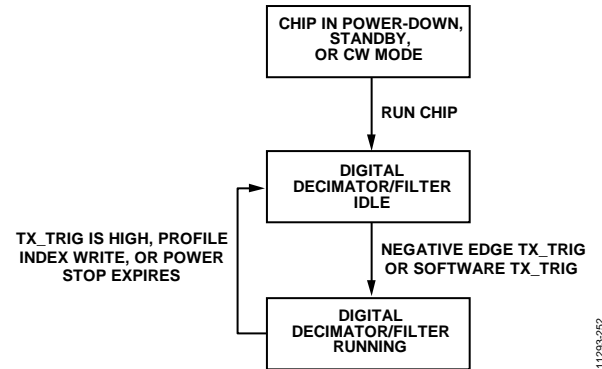 CHIP IN POWER-DOWN,
STANDBY,
OR CW MODE
RUN CHIP
DIGITAL
DECIMATOR/FILTER
IDLE
TX_TRIG IS HIGH, PROFILE
INDEX WRITE, OR POWER
STOP EXPIRES
NEGATIVE EDGE TX_TRIG
OR SOFTWARE TX_TRIG
DIGITAL
DECIMATOR/FILTER
RUNNING
11293-252